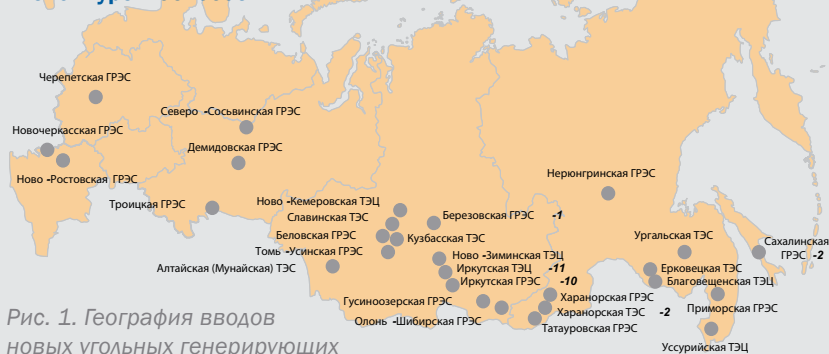 Черепетская ГРЭС
Северо -Сосьвинская ГРЭС
Новочеркасская ГРЭС
Демидовская ГРЭС
Ново -Ростовская ГРЭС
Нерюнгринская ГРЭС
Троицкая ГРЭС
Ново -Кемеровская ТЭЦ
Славинская ТЭС
Березовская ГРЭС -1
Беловская ГРЭС
Кузбасская ТЭС
Ургальская ТЭС
Сахалинская
ГРЭС -2
Томь -Усинская ГРЭС
Ново -Зиминская ТЭЦ
Алтайская (Мунайская) ТЭС
Иркутская ТЭЦ -11
Ерковецкая ТЭС
Иркутская ГРЭС -10
Благовещенская ТЭЦ
Гусиноозерская ГРЭС
Харанорская ГРЭС
Харанорская ТЭС -2
Приморская ГРЭС
Олонь -Шибирская ГРЭС
Татауровская ГРЭС
Уссурийская ТЭЦ
Рис. 1. География вводов
новых угольных генерирующих